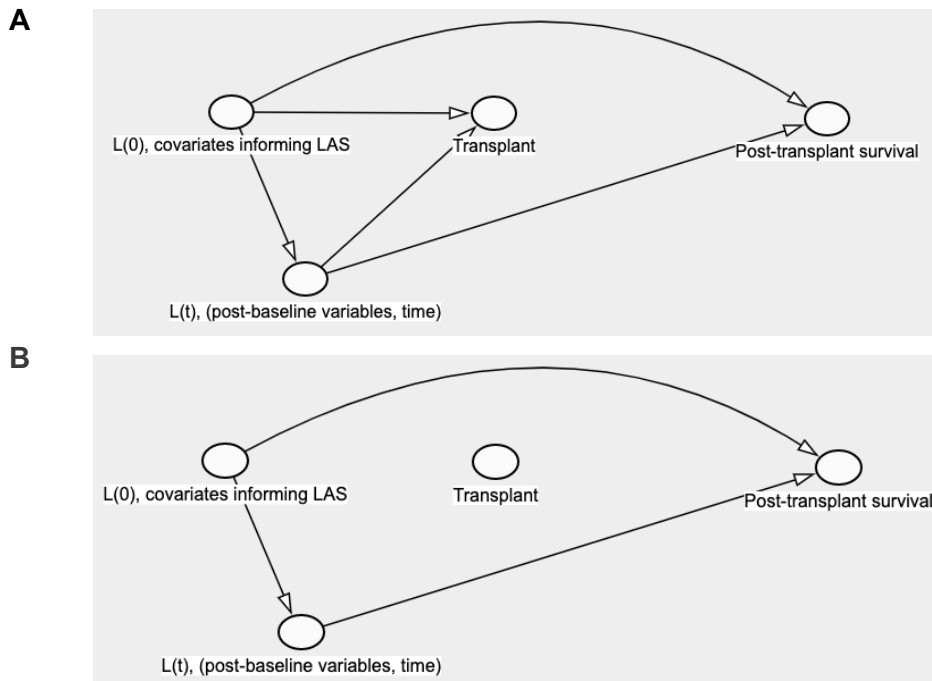 A
L(0), covariates informing LAS
Transplant
Post-transplant survival
L(t), (post-baseline variables, time)
B
L(0), covariates informing LAS
Transplant
Post-transplant survival
L(t), (post-baseline variables, time)